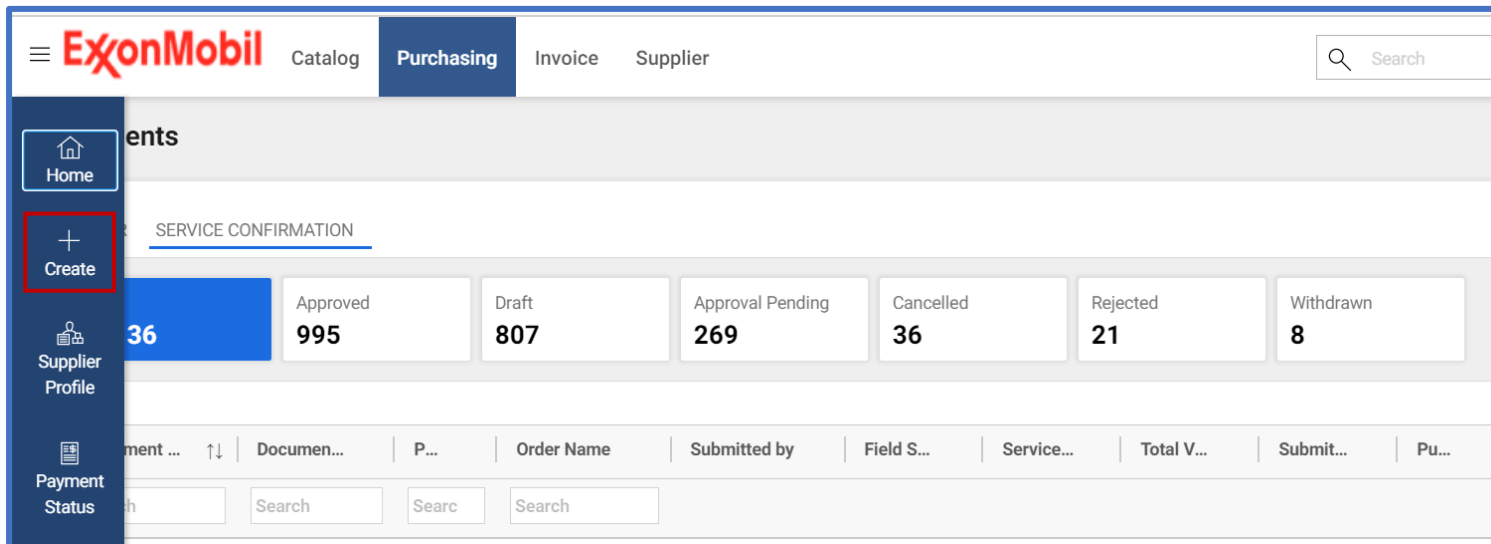 ExxonMobil Catalog Purchasing Invoice Supplier Search
ents
Home
SERVICE CONFIRMATION
Create
Approved Draft Approval Pending Cancelled Rejected Withdrawn
36 995 807 269 36 21 8
Supplier
Profile
ment ... Documen... P... Order Name Submitted by Field S... Service... Total V... Submit... Pu...
Payment
Status
h Search Searc Search